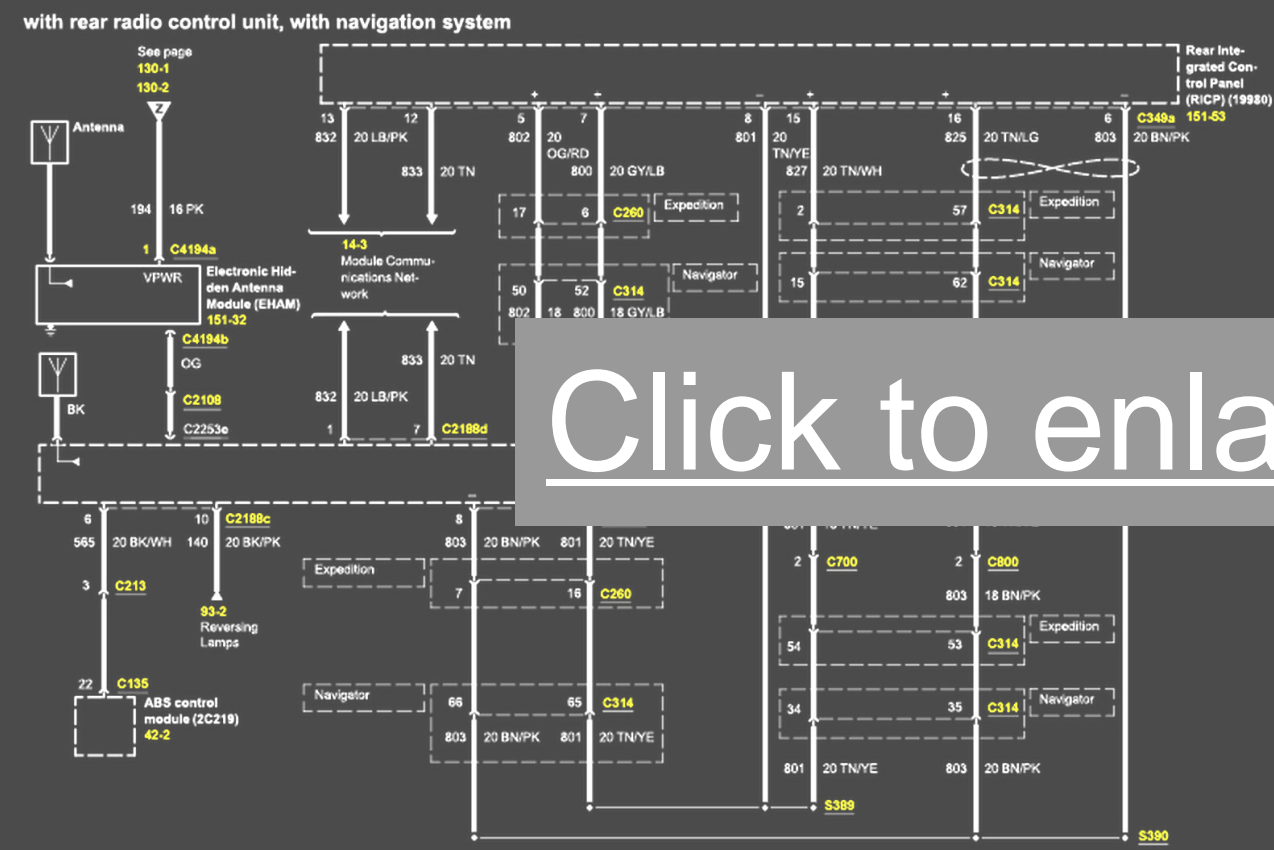 with rear radio control unit, with navigation system
See page
130-1
130-2
Z
Antenna
194 16 PK
1 C4194a
VPWR
Electronic Hid-
den Antenna
Module (EHAM)
151-32
C4194b
OG
C2108
C2253e
BK
Rear Inte-
grated Con-
trol Panel
(RICP) (19980)
151-53
+ + – + + –
13 12 5 7 8 15 16 6 C349a
832 20 LB/PK 802 20 801 20 825 20 TN/LG 803 20 BN/PK
OG/RD TN/YE
833 20 TN 800 20 GY/LB 827 20 TN/WH
17 6 C260 Expedition
2 57 C314 Expedition
14-3
Module Commu-
nications Net-
work
50 52 C314 Navigator
802 18 800 18 GY/LB
15 62 C314 Navigator
833 20 TN
832 20 LB/PK
1 7 C2188d
Click to enla
–
6 10 C2188c 8
565 20 BK/WH 140 20 BK/PK 803 20 BN/PK 801 20 TN/YE
3 C213
93-2
Reversing
Lamps
22 C135
ABS control
module (2C219)
42-2
Expedition
7 16 C260
Navigator
66 65 C314
803 20 BN/PK 801 20 TN/YE
2 C700 2 C800
803 18 BN/PK
54 53 C314 Expedition
34 35 C314 Navigator
801 20 TN/YE 803 20 BN/PK
S389
S390